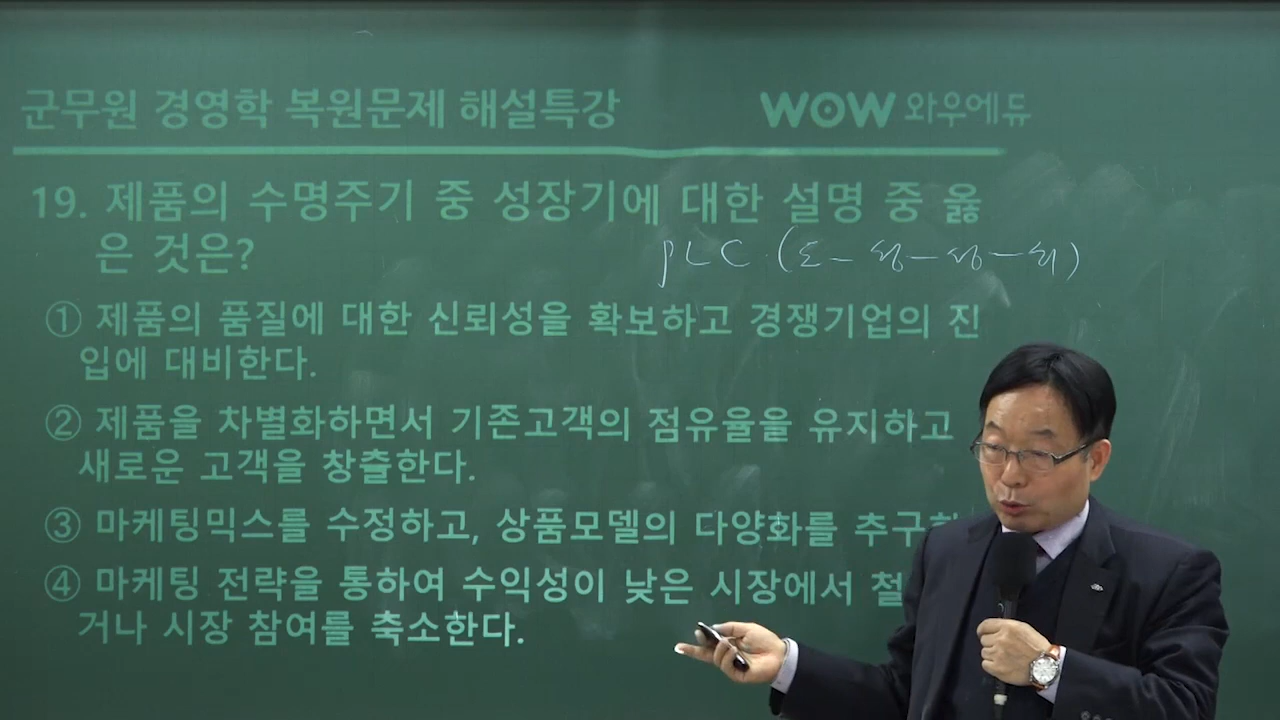 군무원 경영학 복원문제 해설특강
WOW 와우에듀
19. 제품의 수명주기 중 성장기에 대한 설명 중 옳
은 것은?
PLC (도-성-성-쇠)
① 제품의 품질에 대한 신뢰성을 확보하고 경쟁기업의 진
입에 대비한다.
② 제품을 차별화하면서 기존고객의 점유율을 유지하고
새로운 고객을 창출한다.
③ 마케팅믹스를 수정하고, 상품모델의 다양화를
④ 마케팅 전략을 통하여 수익성이 낮은 시장에서
거나 시장 참여를 축소한다.